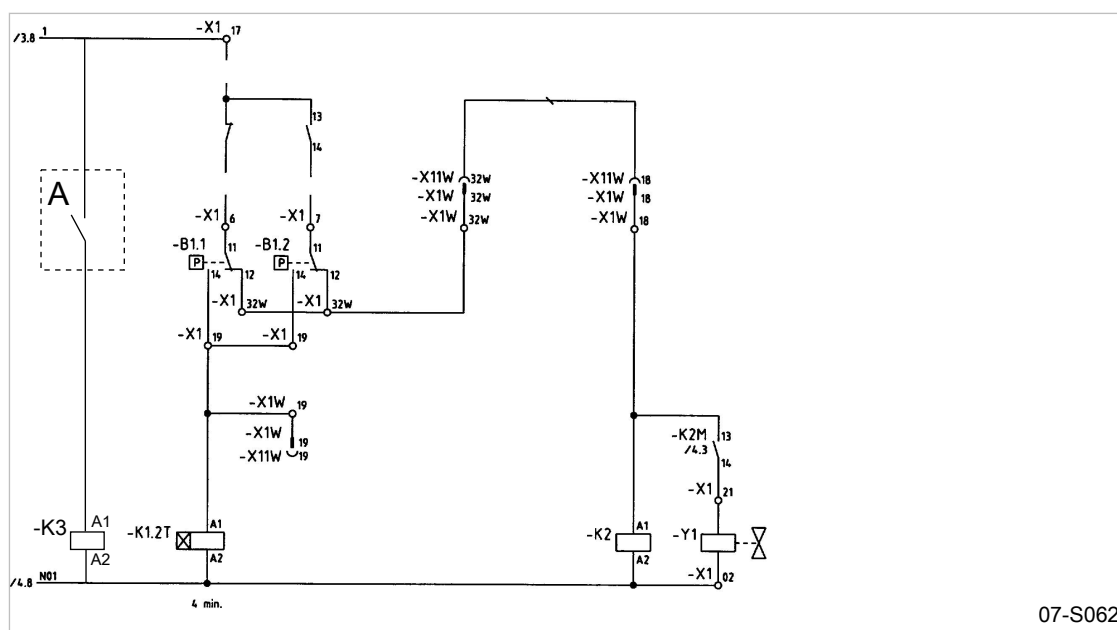 /3.8 1
-X1 17
13
14
A
-X11W 32W
-X1W 32W
-X1W 32W
-X11W 18
-X1W 18
-X1W 18
-X1 6
-X1 7
-B1.1 P 11
14 12
-B1.2 P 11
14 12
-X1 32W
-X1 32W
-X1 19
-X1 19
-X1W 19
-X1W 19
-X11W 19
-K2M 13
/4.3 14
-X1 21
-K3 A1
A2
-K1.2T A1
A2
-K2 A1
A2
-Y1
-X1 02
/4.8 N01
4 min.
07-S062